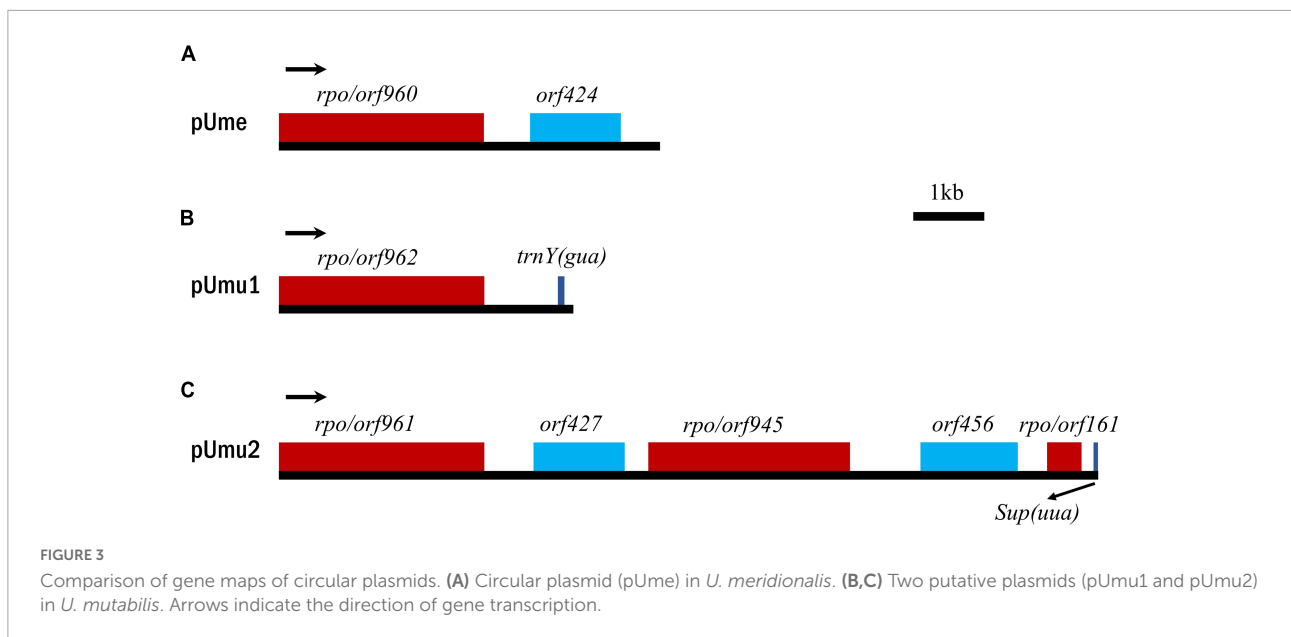 A
rpo/orf960 orf424
pUme
1kb
B
rpo/orf962 trnY(gua)
pUmu1
C
rpo/orf961 orf427 rpo/orf945 orf456 rpo/orf161
pUmu2
Sup(uua)
FIGURE 3
Comparison of gene maps of circular plasmids. (A) Circular plasmid (pUme) in U. meridionalis. (B,C) Two putative plasmids (pUmu1 and pUmu2)
in U. mutabilis. Arrows indicate the direction of gene transcription.